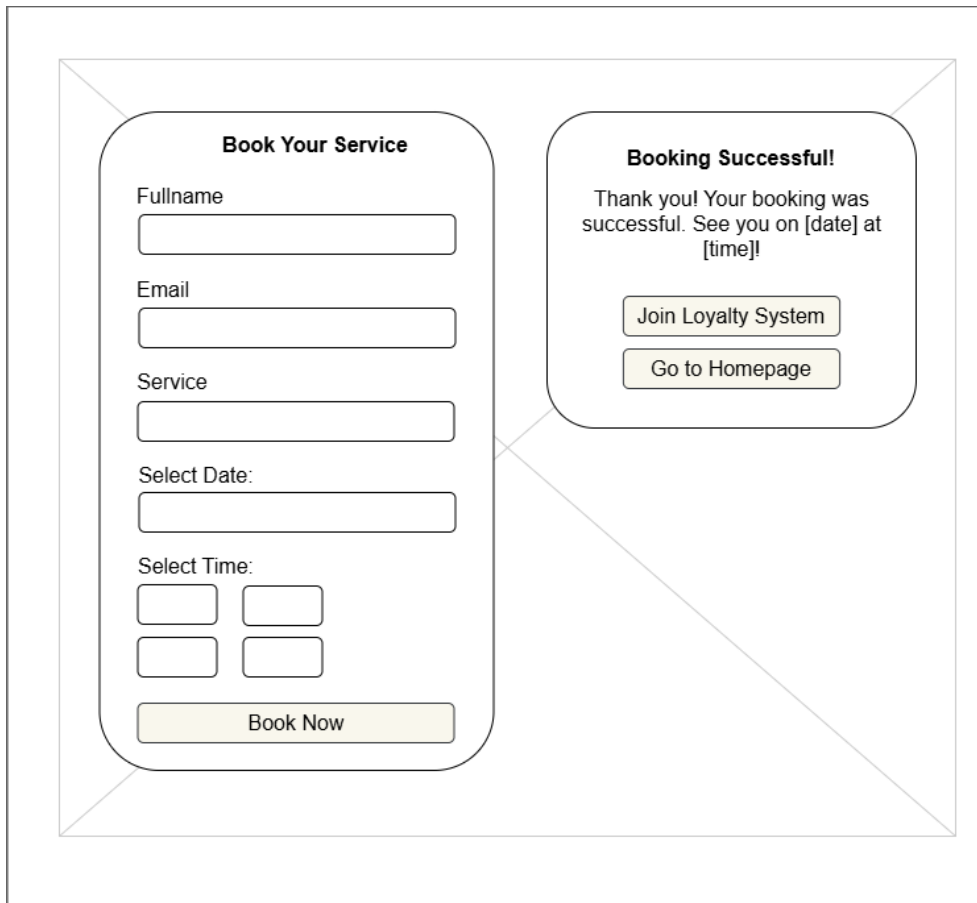 Book Your Service
Fullname
Email
Service
Select Date:
Select Time:
Book Now
Booking Successful!
Thank you! Your booking was
successful. See you on [date] at
[time]!
Join Loyalty System
Go to Homepage